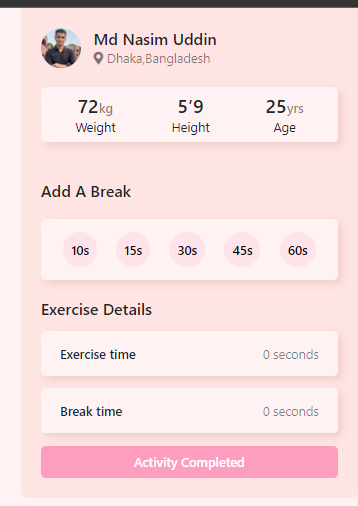 Md Nasim Uddin
Dhaka,Bangladesh
72kg 5'9 25yrs
Weight Height Age
Add A Break
10s 15s 30s 45s 60s
Exercise Details
Exercise time 0 seconds
Break time 0 seconds
Activity Completed